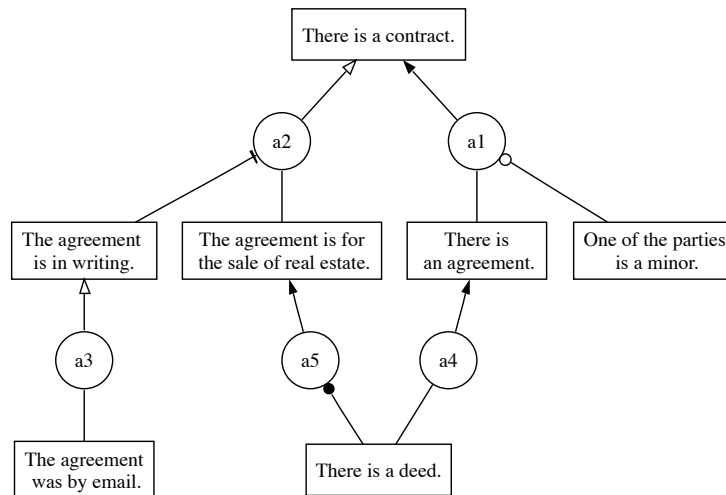 There is a contract.
a2
a1
The agreement
is in writing.
The agreement is for
the sale of real estate.
There is
an agreement.
One of the parties
is a minor.
a3
a5
a4
The agreement
was by email.
There is a deed.